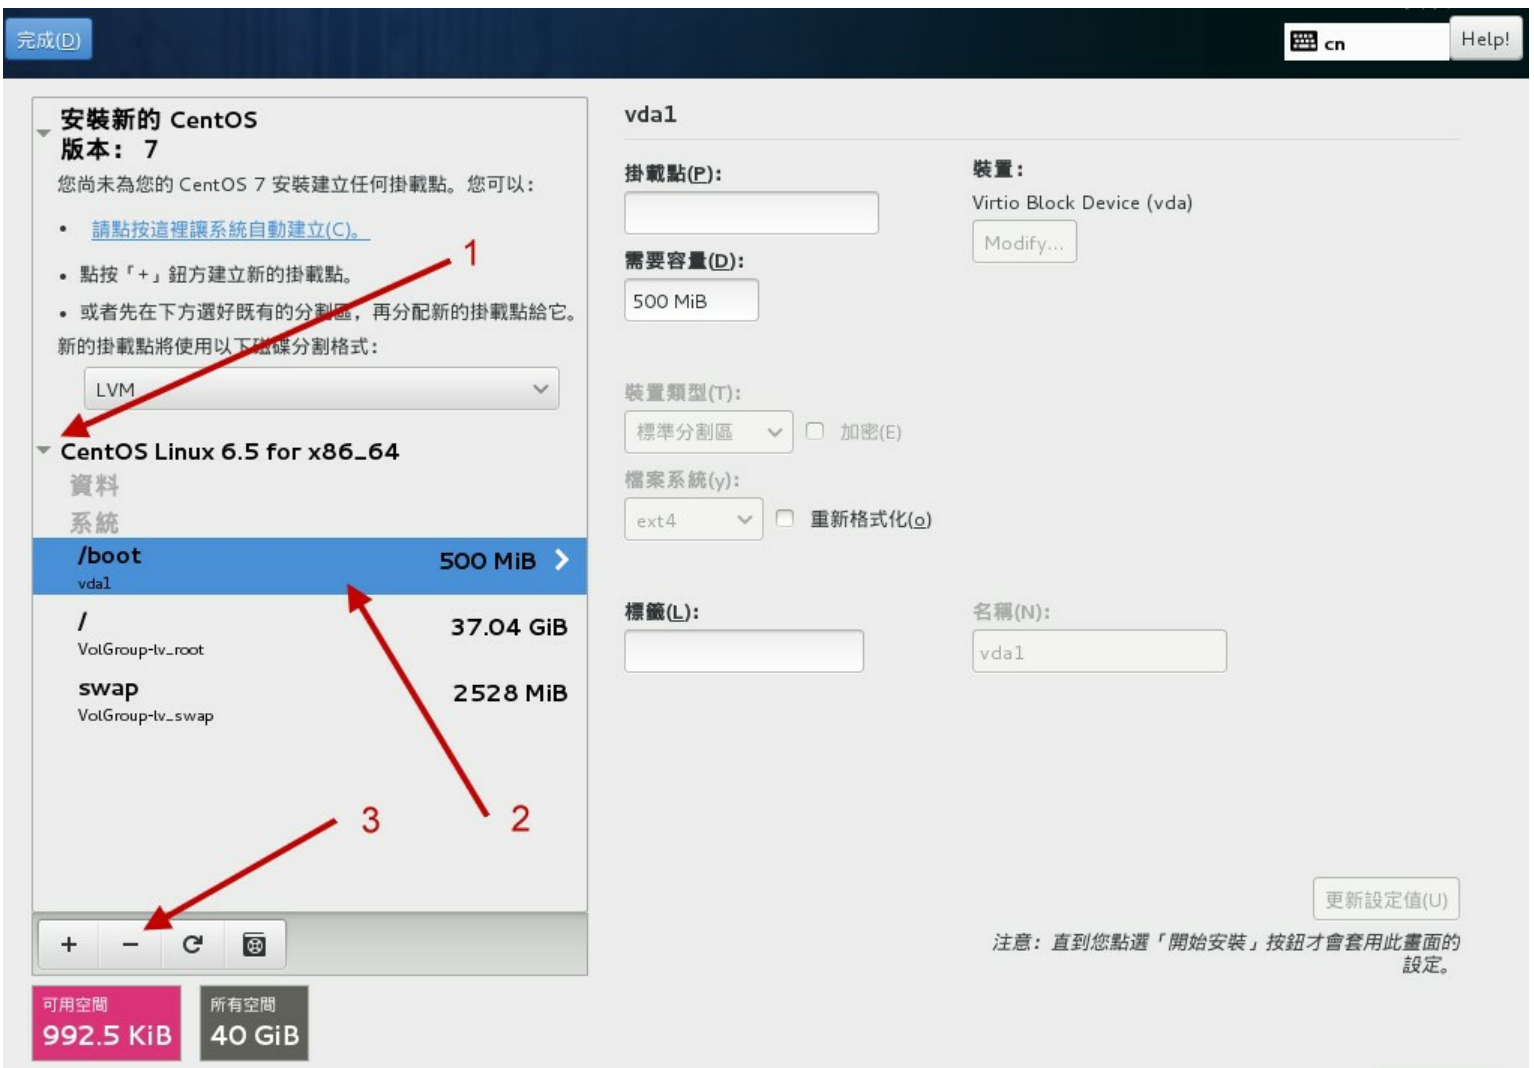 完成(D)
cn
Help!
安裝新的 CentOS
版本： 7
您尚未為您的 CentOS 7 安裝建立任何掛載點。您可以：
• 請點按這裡讓系統自動建立(C)。
• 點按「+」鈕方建立新的掛載點。
• 或者先在下方選好既有的分割區，再分配新的掛載點給它。
新的掛載點將使用以下磁碟分割格式：
LVM
CentOS Linux 6.5 for x86_64
資料
系統
/boot
500 MiB
vda1
/
37.04 GiB
VolGroup-lv_root
swap
2528 MiB
VolGroup-lv_swap
1
2
3
+ −
可用空間
992.5 KiB
所有空間
40 GiB
vda1
掛載點(P)：
裝置：
Virtio Block Device (vda)
Modify...
需要容量(D)：
500 MiB
裝置類型(T)：
標準分割區
加密(E)
檔案系統(y)：
ext4
重新格式化(o)
標籤(L)：
名稱(N)：
vda1
更新設定值(U)
注意：直到您點選「開始安裝」按鈕才會套用此畫面的
設定。